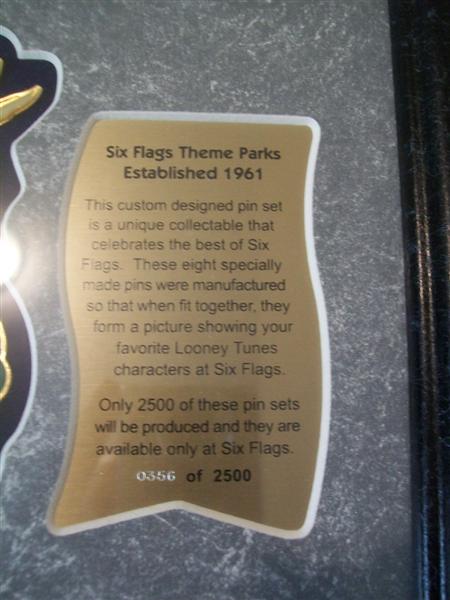 Six Flags Theme Parks
Established 1961
This custom designed pin set
is a unique collectable that
celebrates the best of Six
Flags. These eight specially
made pins were manufactured
so that when fit together, they
form a picture showing your
favorite Looney Tunes
characters at Six Flags.
Only 2500 of these pin sets
will be produced and they are
available only at Six Flags.
0356 of 2500